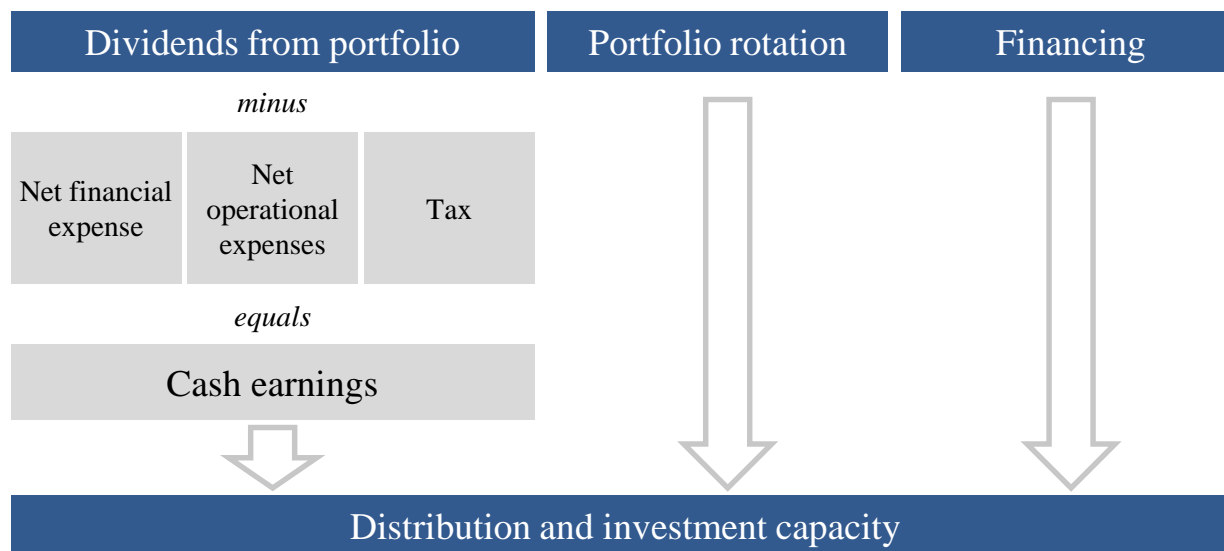 Dividends from portfolio
Portfolio rotation
Financing
minus
Net financial
expense
Net
operational
expenses
Tax
equals
Cash earnings
Distribution and investment capacity